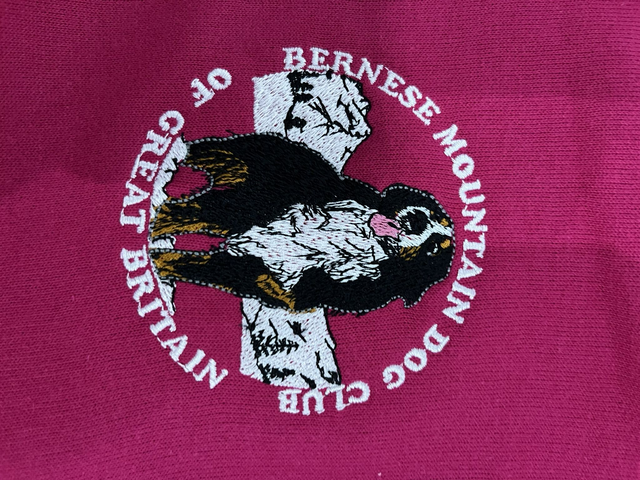 BERNESE MOUNTAIN DOG CLUB
OF GREAT BRITAIN